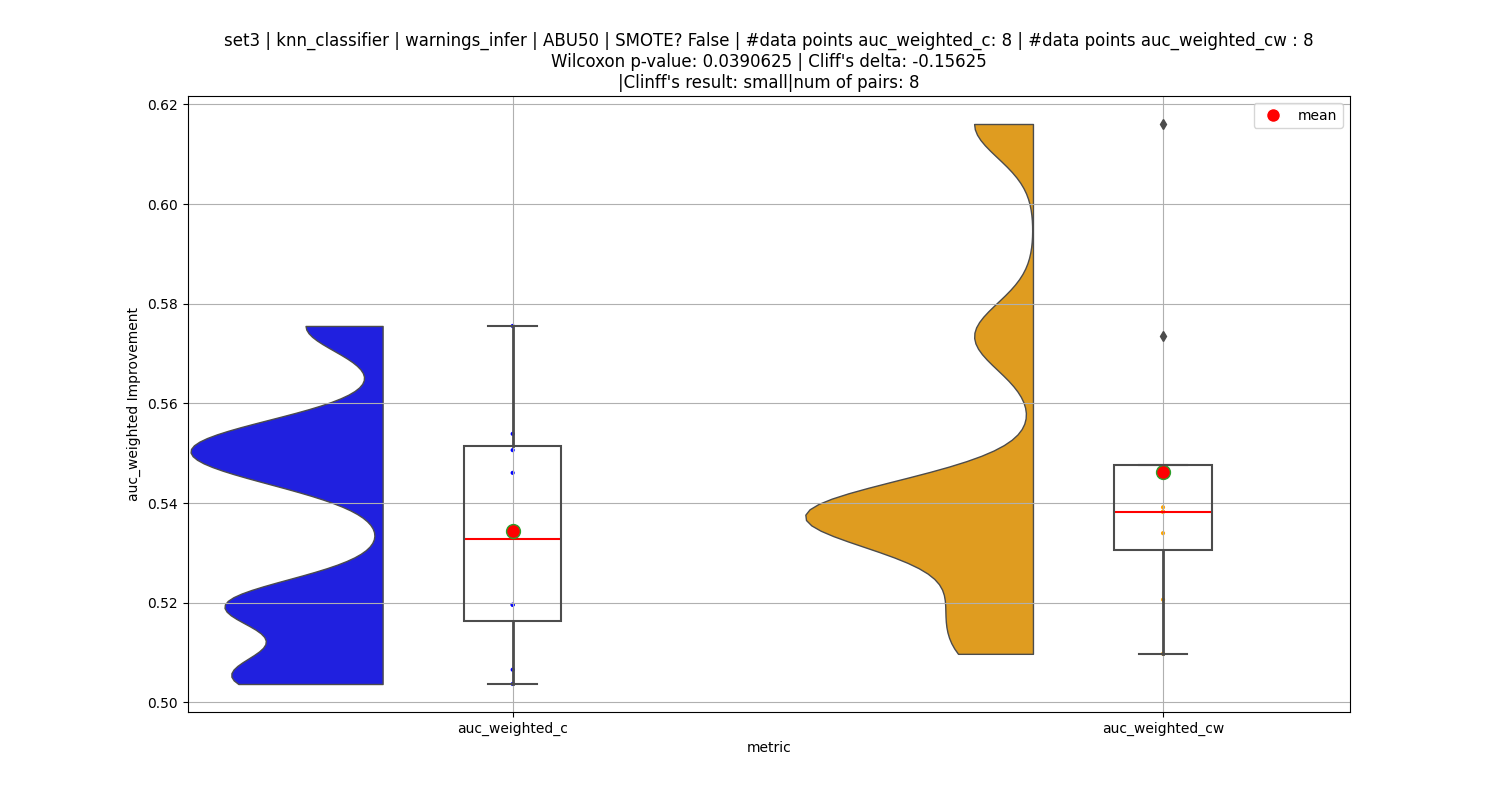 set3 | knn_classifier | warnings_infer | ABU50 | SMOTE? False | #data points auc_weighted_c: 8 | #data points auc_weighted_cw : 8
Wilcoxon p-value: 0.0390625 | Cliff's delta: -0.15625
|Clinff's result: small|num of pairs: 8
mean
0.62
0.60
0.58
0.56
0.54
0.52
0.50
auc_weighted Improvement
auc_weighted_c
auc_weighted_cw
metric